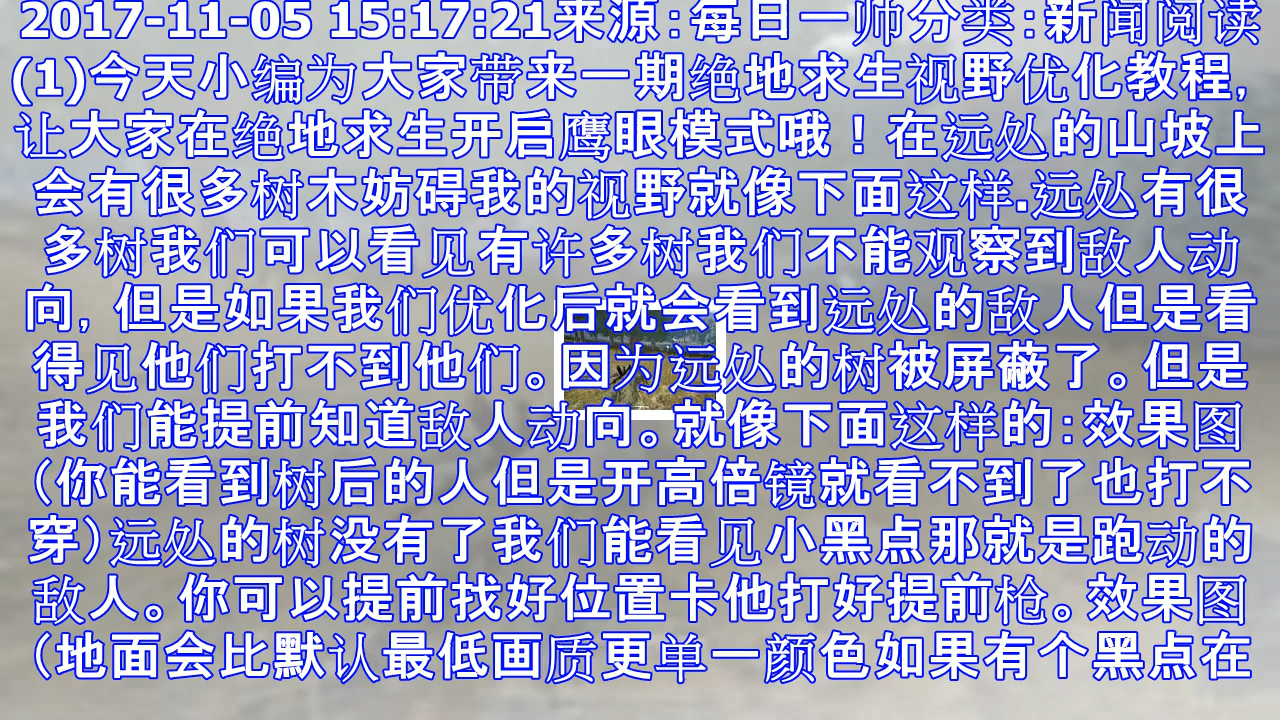 2017-11-05 15:17:21来源:每日一帅分类:新闻阅读
(1)今天小编为大家带来一期绝地求生视野优化教程,
让大家在绝地求生开启鹰眼模式哦！在远处的山坡上
会有很多树木妨碍我的视野就像下面这样.远处有很
多树我们可以看见有许多树我们不能观察到敌人动
向,但是如果我们优化后就会看到远处的敌人但是看
得见他们打不到他们。因为远处的树被屏蔽了。但是
我们能提前知道敌人动向。就像下面这样的:效果图
(你能看到树后的人但是开高倍镜就看不到了也打不
穿)远处的树没有了我们能看见小黑点那就是跑动的
敌人。你可以提前找好位置卡他打好提前枪。效果图
(地面会比默认最低画质更单一颜色如果有个黑点在